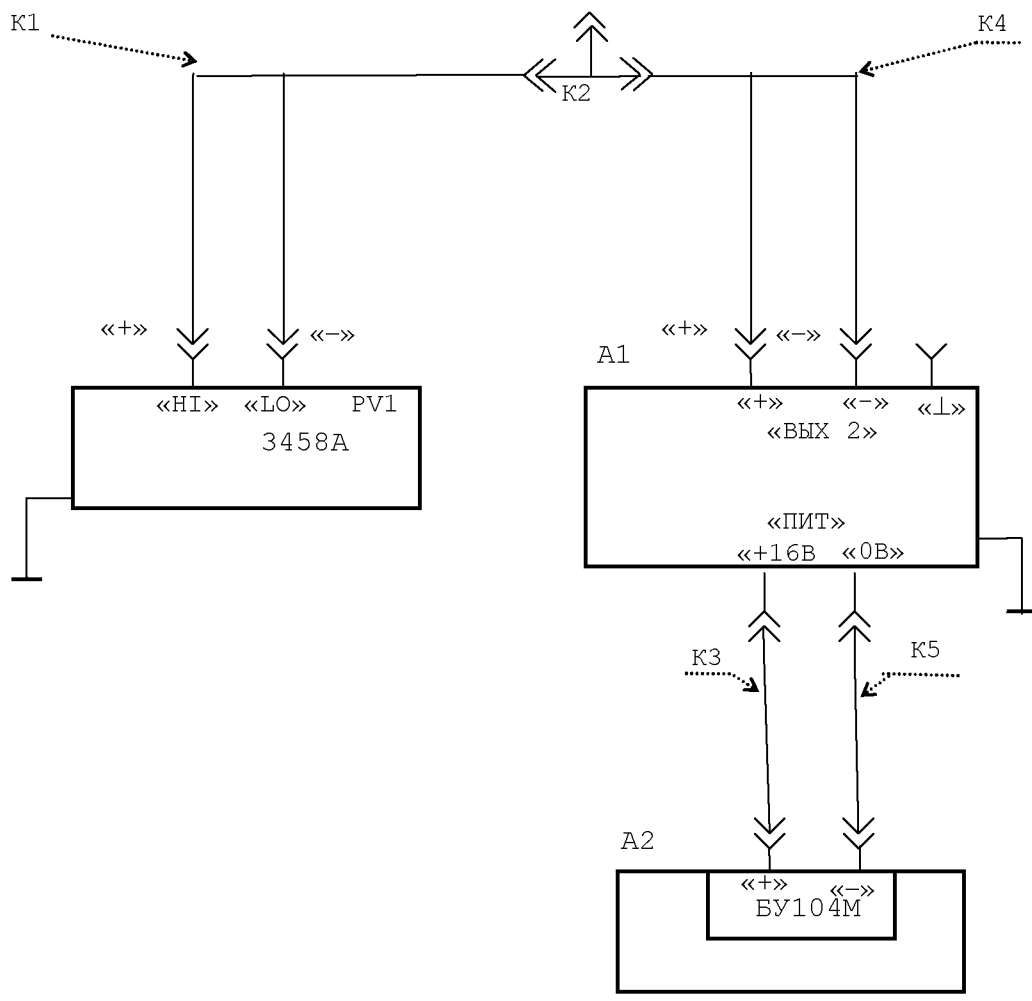 К1
К4
К2
«+»
«−»
«+»
«−»
А1
«HI» «LO» PV1
3458А
«+» «−» «⊥»
«ВЫХ 2»
«ПИТ»
«+16В «0В»
К3
К5
А2
«+» «−»
БУ104М